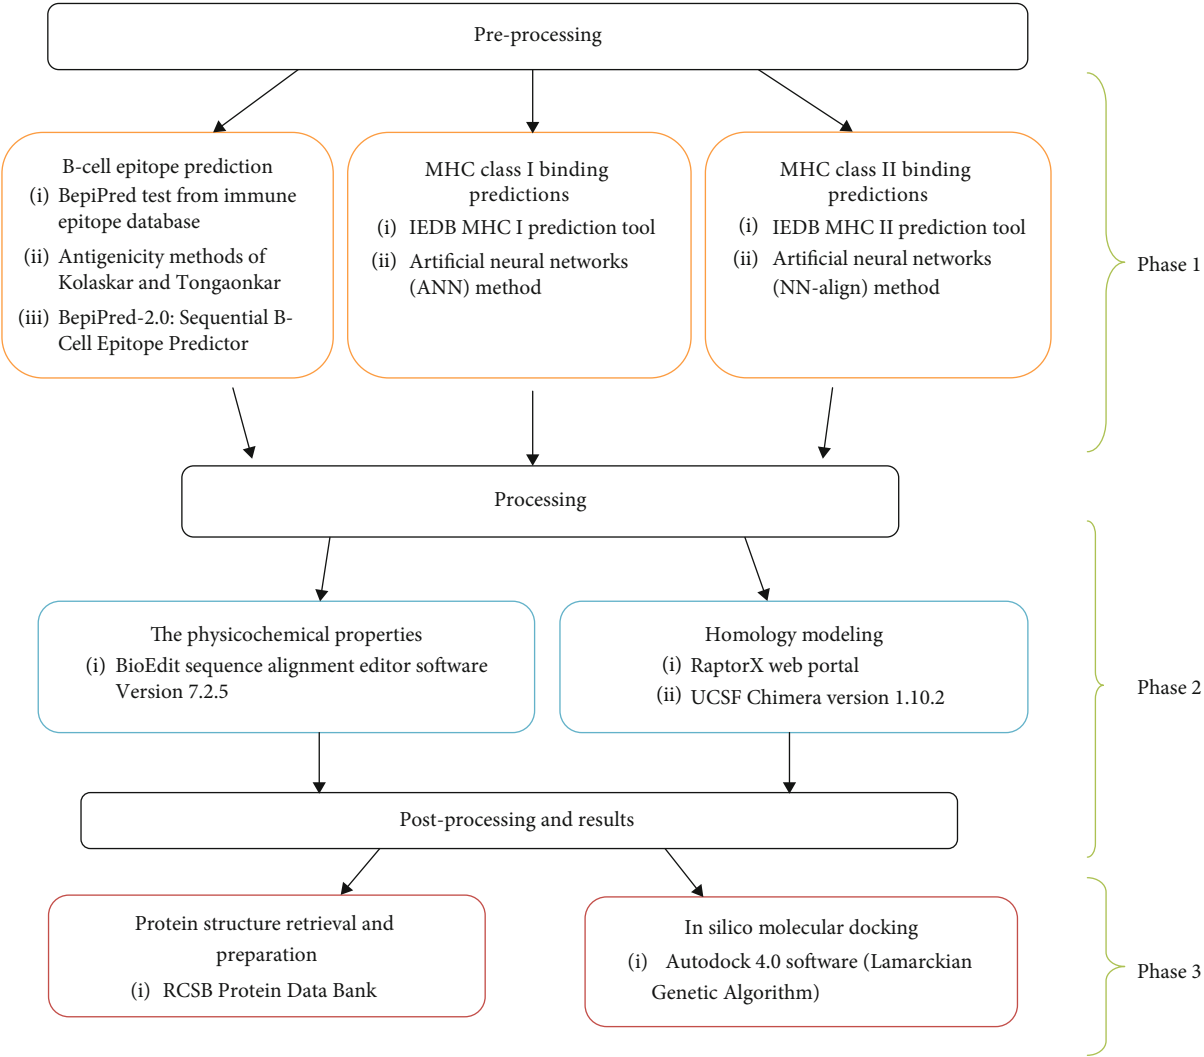 Pre-processing
B-cell epitope prediction
(i) BepiPred test from immune
epitope database
(ii) Antigenicity methods of
Kolaskar and Tongaonkar
(iii) BepiPred-2.0: Sequential B-
Cell Epitope Predictor
MHC class I binding
predictions
(i) IEDB MHC I prediction tool
(ii) Artificial neural networks
(ANN) method
MHC class II binding
predictions
(i) IEDB MHC II prediction tool
(ii) Artificial neural networks
(NN-align) method
Phase 1
Processing
The physicochemical properties
(i) BioEdit sequence alignment editor software
Version 7.2.5
Homology modeling
(i) RaptorX web portal
(ii) UCSF Chimera version 1.10.2
Phase 2
Post-processing and results
Protein structure retrieval and
preparation
(i) RCSB Protein Data Bank
In silico molecular docking
(i) Autodock 4.0 software (Lamarckian
Genetic Algorithm)
Phase 3